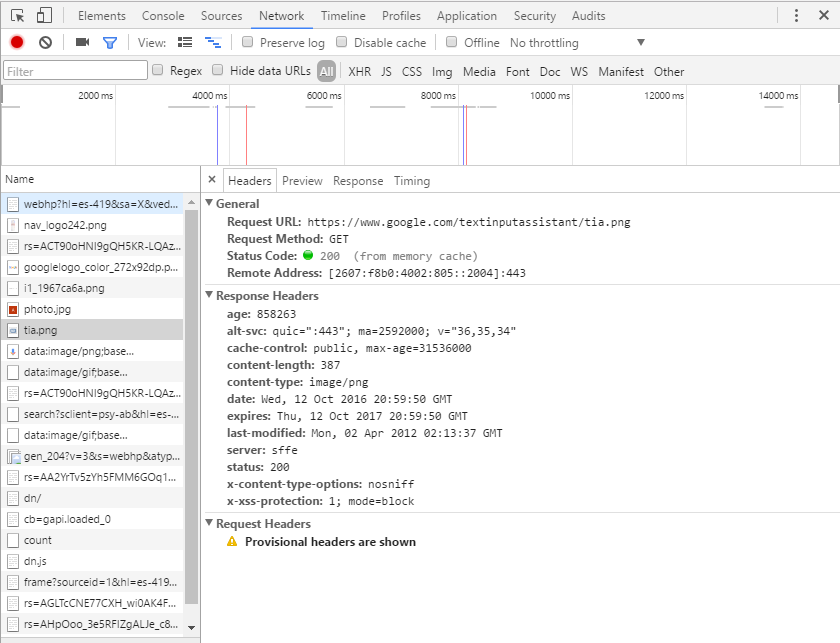 Elements Console Sources Network Timeline Profiles Application Security Audits
View: Preserve log Disable cache Offline No throttling
Filter Regex Hide data URLs All XHR JS CSS Img Media Font Doc WS Manifest Other
2000 ms 4000 ms 6000 ms 8000 ms 10000 ms 12000 ms 14000 ms
Name
webhp?hl=es-419&sa=X&ved...
nav_logo242.png
rs=ACT90oHNI9gQH5KR-LQAz...
googlelogo_color_272x92dp.p...
i1_1967ca6a.png
photo.jpg
tia.png
data:image/png;base...
data:image/gif;base...
rs=ACT90oHNI9gQH5KR-LQAz...
search?sclient=psy-ab&hl=es-...
data:image/gif;base...
gen_204?v=3&s=webhp&atyp...
rs=AA2YrTv5zYh5FMM6GOq1...
dn/
cb=gapi.loaded_0
count
dn.js
frame?sourceid=1&hl=es-419...
rs=AGLTcCNE77CXH_wi0AK4F...
rs=AHpOoo_3e5RFIZgALJe_c8...
Headers Preview Response Timing
General
Request URL: https://www.google.com/textinputassistant/tia.png
Request Method: GET
Status Code: 200 (from memory cache)
Remote Address: [2607:f8b0:4002:805::2004]:443
Response Headers
age: 858263
alt-svc: quic=":443"; ma=2592000; v="36,35,34"
cache-control: public, max-age=31536000
content-length: 387
content-type: image/png
date: Wed, 12 Oct 2016 20:59:50 GMT
expires: Thu, 12 Oct 2017 20:59:50 GMT
last-modified: Mon, 02 Apr 2012 02:13:37 GMT
server: sffe
status: 200
x-content-type-options: nosniff
x-xss-protection: 1; mode=block
Request Headers
Provisional headers are shown